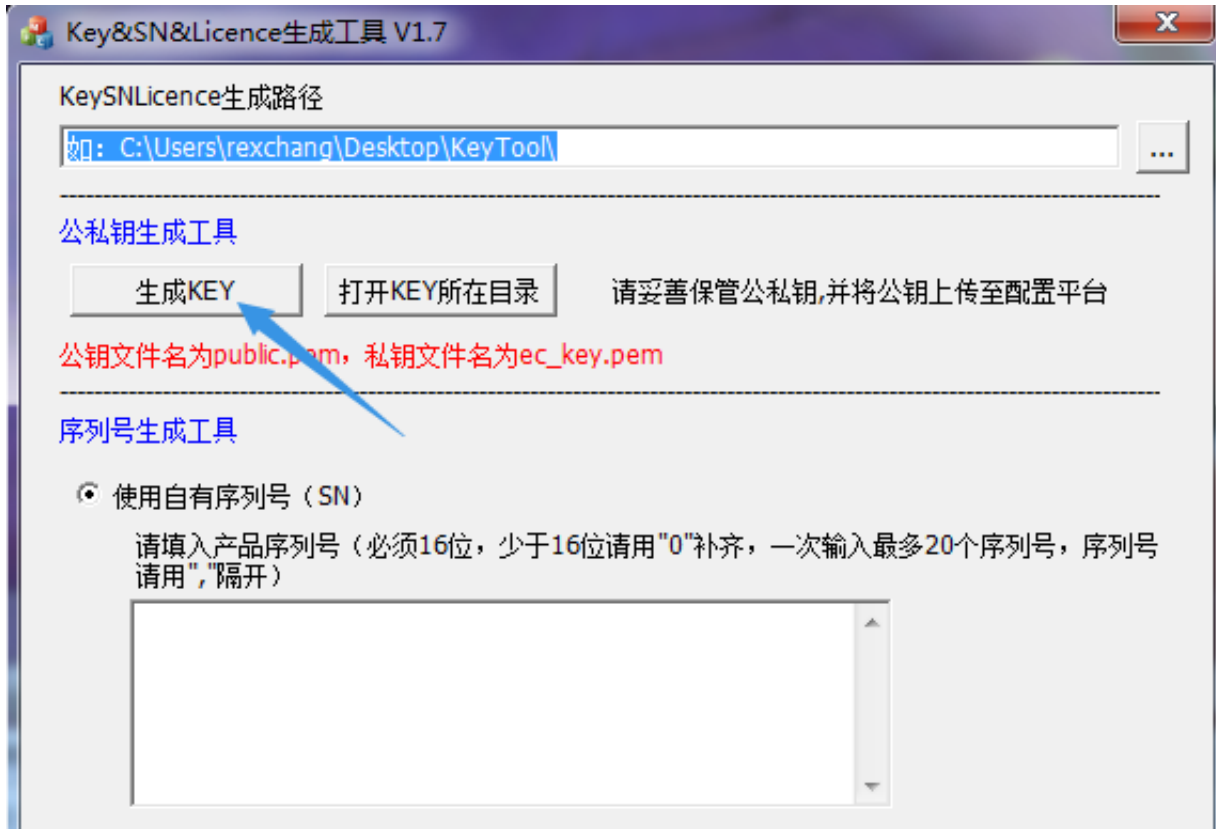 Key&SN&Licence生成工具 V1.7
KeySNLicence生成路径
如：C:\Users\rexchang\Desktop\KeyTool\
...
公私钥生成工具
生成KEY 打开KEY所在目录 请妥善保管公私钥,并将公钥上传至配置平台
公钥文件名为public.pem，私钥文件名为ec_key.pem
序列号生成工具
使用自有序列号（SN）
请填入产品序列号（必须16位，少于16位请用"0"补齐，一次输入最多20个序列号，序列号
请用","隔开）